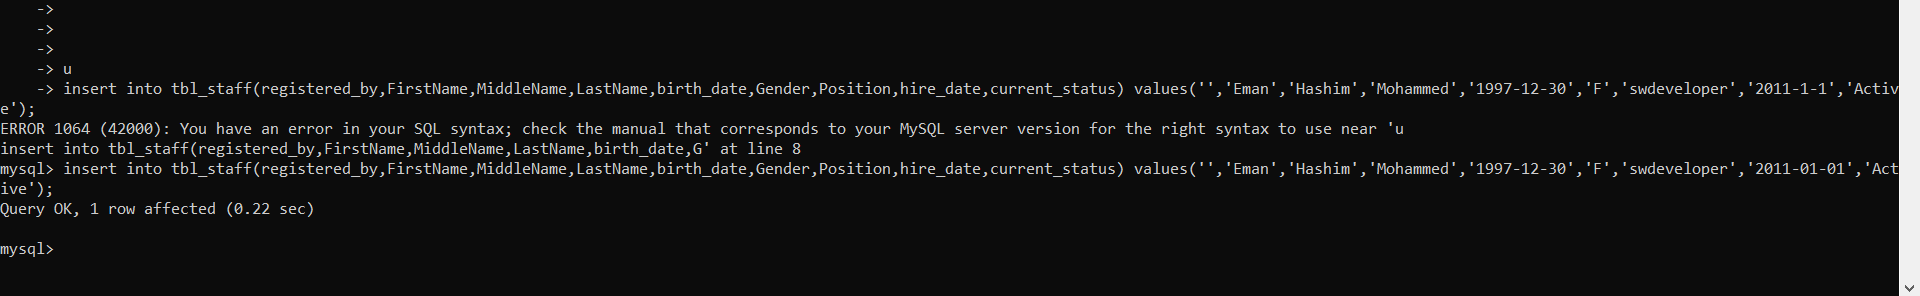 ->
->
->
-> u
-> insert into tbl_staff(registered_by,FirstName,MiddleName,LastName,birth_date,Gender,Position,hire_date,current_status) values('','Eman','Hashim','Mohammed','1997-12-30','F','swdeveloper','2011-1-1','Activ
e');
ERROR 1064 (42000): You have an error in your SQL syntax; check the manual that corresponds to your MySQL server version for the right syntax to use near 'u
insert into tbl_staff(registered_by,FirstName,MiddleName,LastName,birth_date,G' at line 8
mysql> insert into tbl_staff(registered_by,FirstName,MiddleName,LastName,birth_date,Gender,Position,hire_date,current_status) values('','Eman','Hashim','Mohammed','1997-12-30','F','swdeveloper','2011-01-01','Act
ive');
Query OK, 1 row affected (0.22 sec)
mysql>